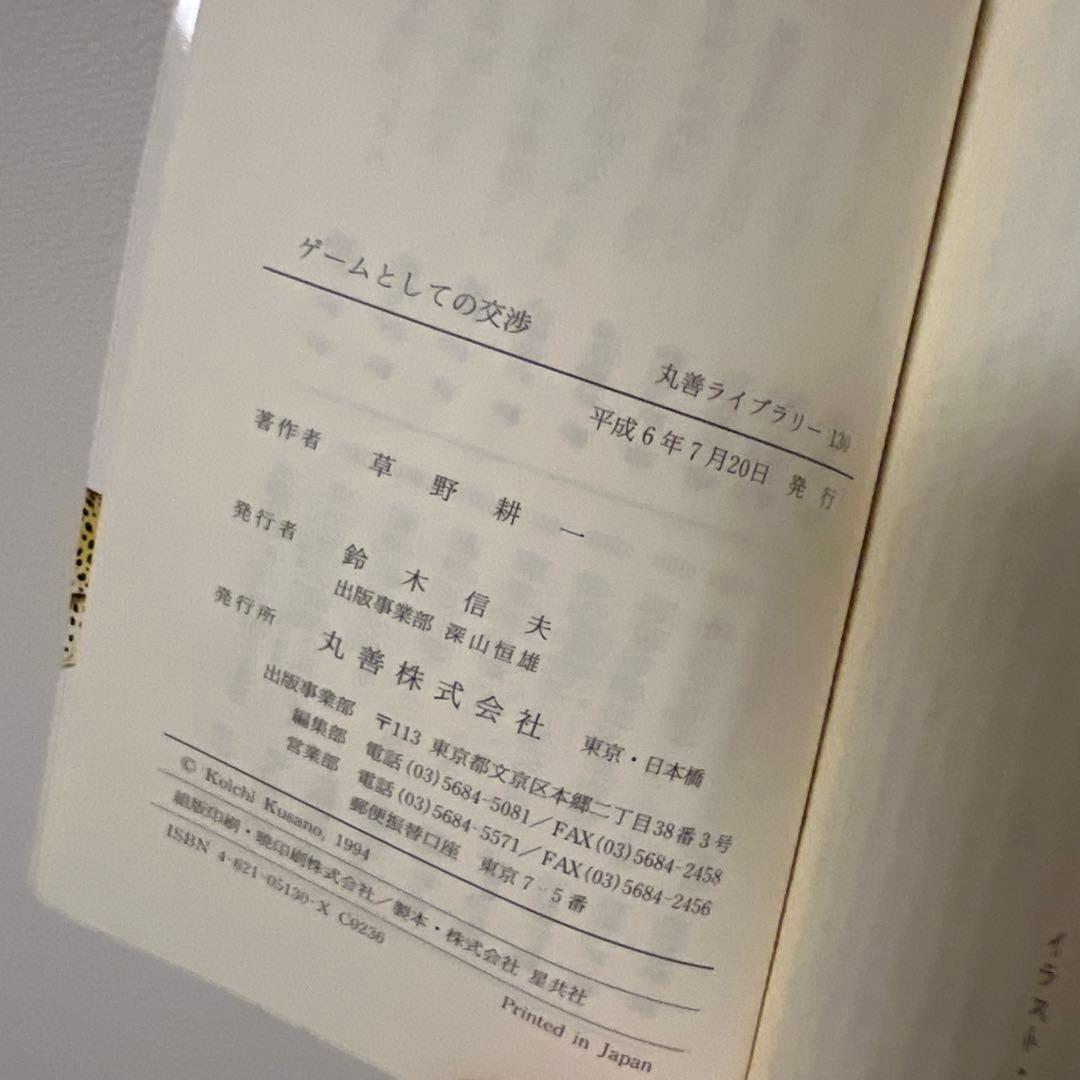 ゲームとしての交渉
丸善ライブラリー 130
平成6年7月20日 発行
著作者 草野耕一
発行者 鈴木信夫
出版事業部 深山恒雄
発行所 丸善株式会社 東京・日本橋
出版事業部 〒113 東京都文京区本郷二丁目38番3号
編集部 電話(03)5684-5081/FAX(03)5684-2458
営業部 電話(03)5684-5571/FAX(03)5684-2456
郵便振替口座 東京7-5番
© Koichi Kusano, 1994
組版印刷・暁印刷株式会社/製本・株式会社 星共社
ISBN 4-621-05130-X C0236
Printed in Japan
イラスト・